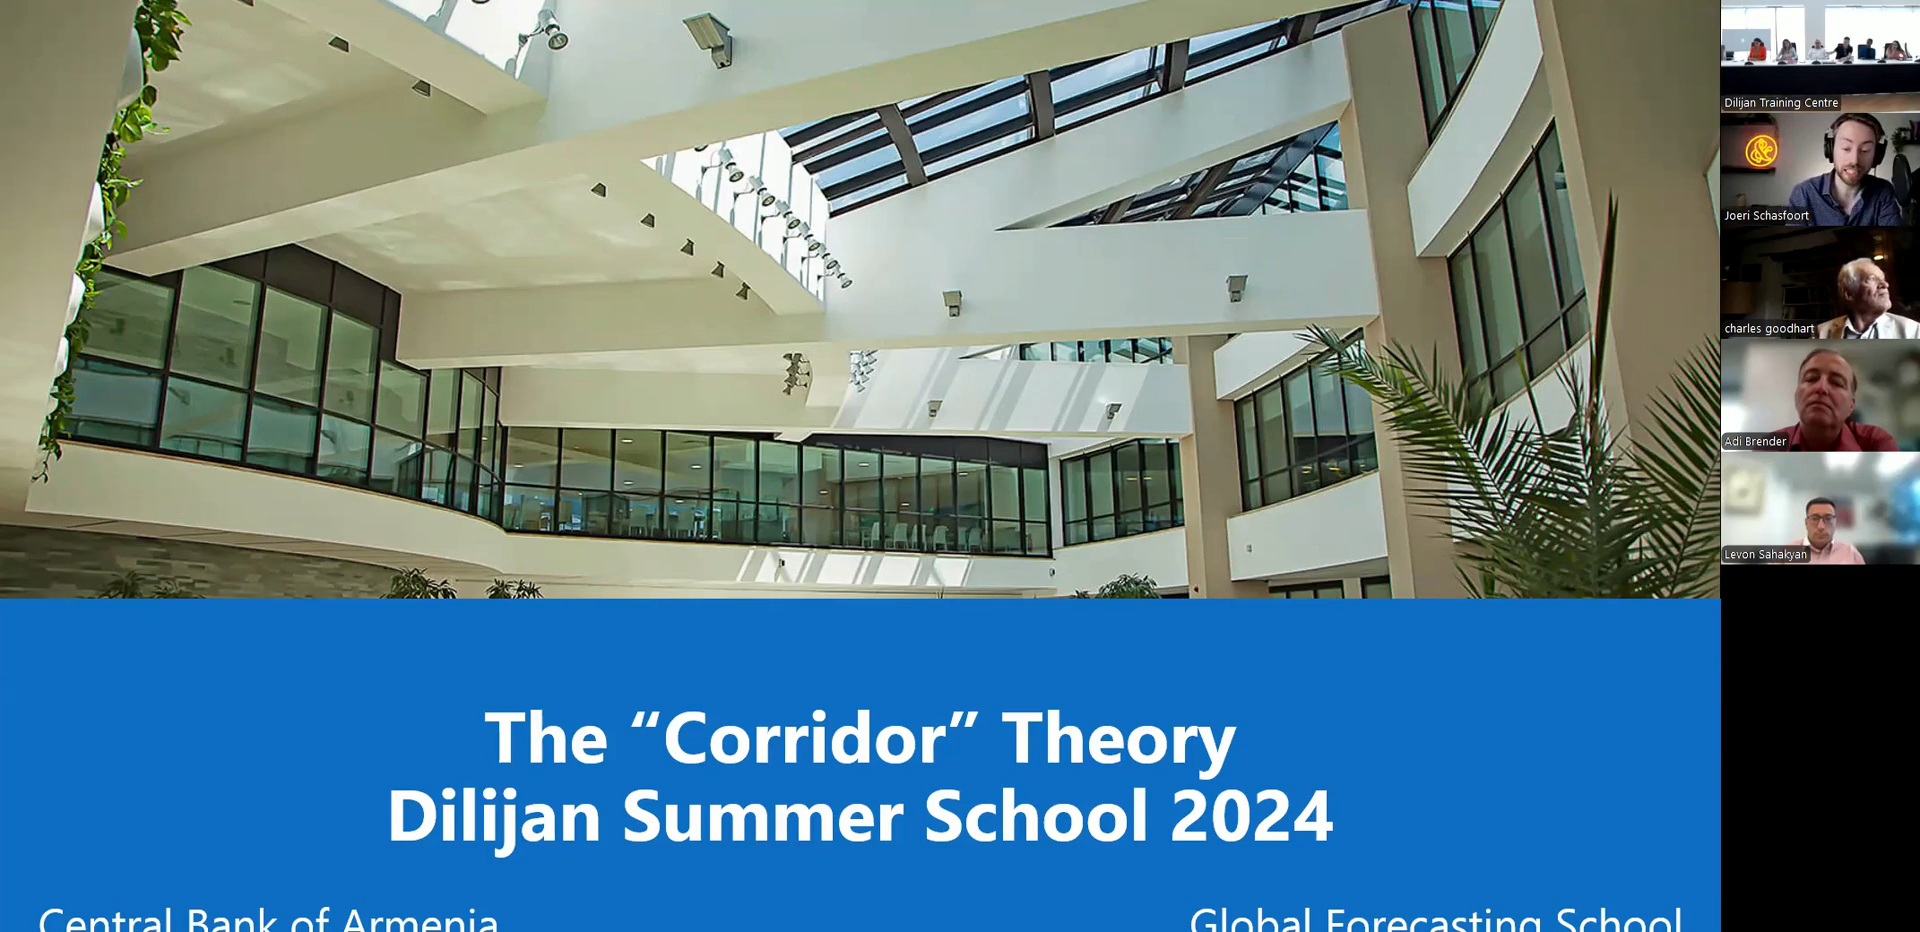 The “Corridor” Theory
Dilijan Summer School 2024
Central Bank of Armenia
Global Forecasting School
Dilijan Training Centre
Joeri Schasfoort
charles goodhart
Adi Brender
Levon Sahakyan